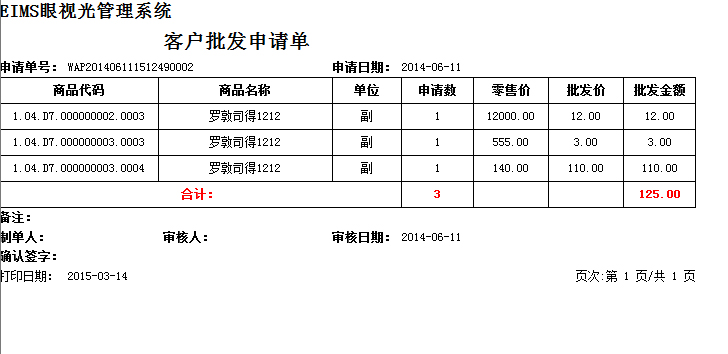 EIMS眼视光管理系统
客户批发申请单
申请单号: WAP201406111512490002 申请日期: 2014-06-11
商品代码 商品名称 单位 申请数 零售价 批发价 批发金额
1.04.D7.000000002.0003 罗敦司得1212 副 1 12000.00 12.00 12.00
1.04.D7.000000003.0003 罗敦司得1212 副 1 555.00 3.00 3.00
1.04.D7.000000003.0004 罗敦司得1212 副 1 140.00 110.00 110.00
合计: 3 125.00
备注:
制单人: 审核人: 审核日期: 2014-06-11
确认签字:
打印日期: 2015-03-14 页次:第 1 页/共 1 页